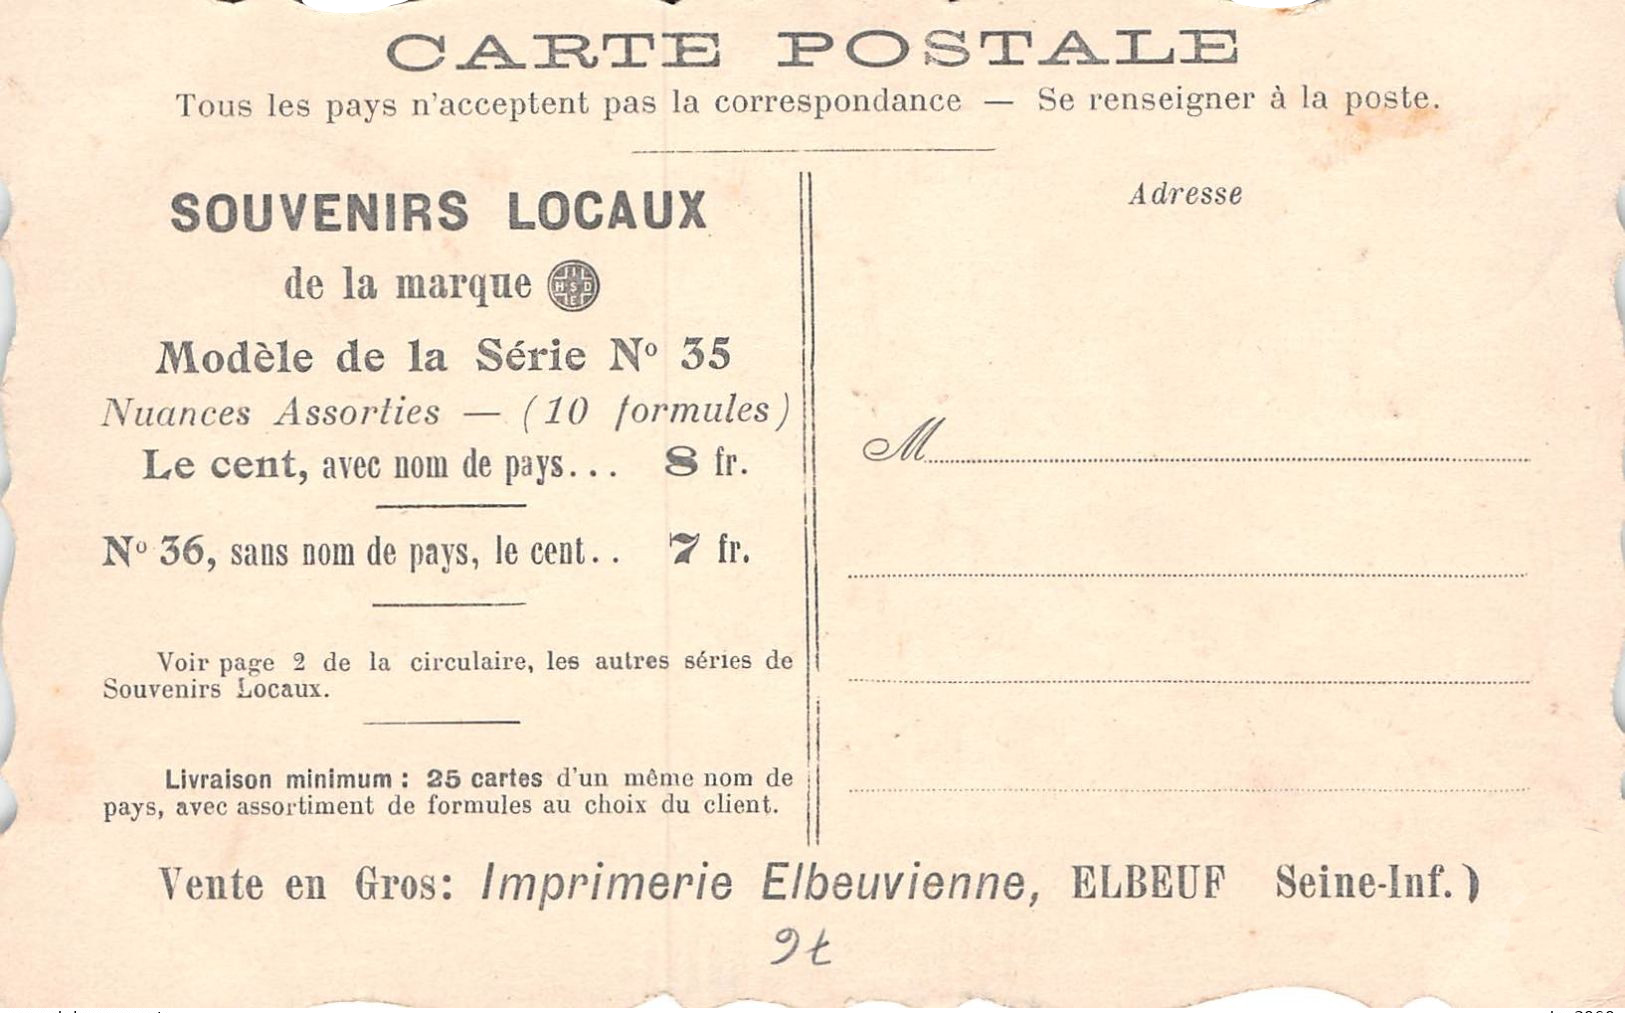 CARTE POSTALE
Tous les pays n'acceptent pas la correspondance — Se renseigner à la poste.
SOUVENIRS LOCAUX
de la marque
Modèle de la Série Nº 35
Nuances Assorties — (10 formules)
Le cent, avec nom de pays... 8 fr.
Nº 36, sans nom de pays, le cent.. 7 fr.
Voir page 2 de la circulaire, les autres séries de
Souvenirs Locaux.
Livraison minimum : 25 cartes d'un même nom de
pays, avec assortiment de formules au choix du client.
Adresse
M
Vente en Gros: Imprimerie Elbeuvienne, ELBEUF Seine-Inf.)